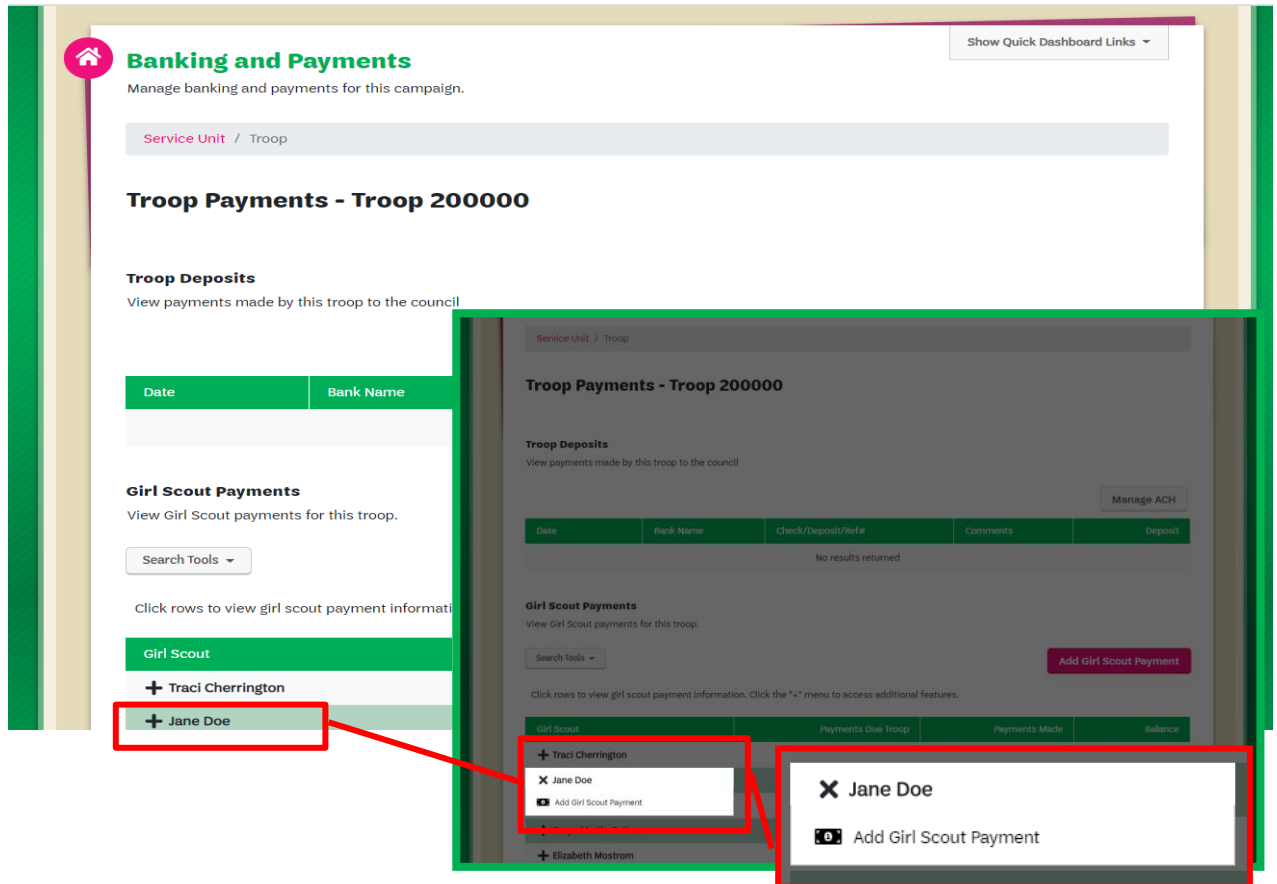 Show Quick Dashboard Links
Banking and Payments
Manage banking and payments for this campaign.
Service Unit / Troop
Troop Payments - Troop 200000
Troop Deposits
View payments made by this troop to the council
Date Bank Name
Girl Scout Payments
View Girl Scout payments for this troop.
Search Tools
Click rows to view girl scout payment informati
Girl Scout
Traci Cherrington
Jane Doe
Service Unit / Troop
Troop Payments - Troop 200000
Troop Deposits
View payments made by this troop to the council
Manage ACH
Date Bank Name Check/Deposit/Ref# Comments Deposit
No results returned
Girl Scout Payments
View Girl Scout payments for this troop.
Search Tools
Add Girl Scout Payment
Click rows to view girl scout payment information. Click the "+" menu to access additional features.
Girl Scout Payments Due Troop Payments Made Balance
Traci Cherrington
Jane Doe
Add Girl Scout Payment
Elizabeth Mostrom
Jane Doe
Add Girl Scout Payment